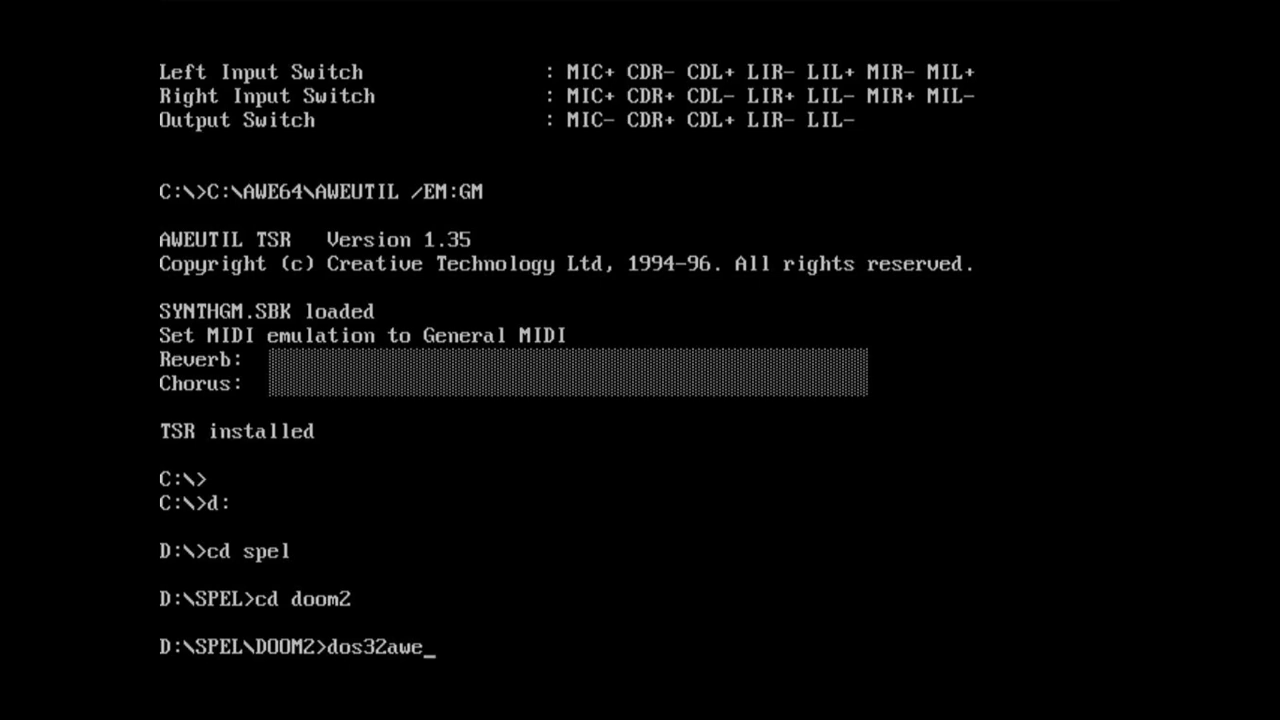 Left Input Switch : MIC+ CDR- CDL+ LIR- LIL+ MIR- MIL+
Right Input Switch : MIC+ CDR+ CDL- LIR+ LIL- MIR+ MIL-
Output Switch : MIC- CDR+ CDL+ LIR- LIL-
C:\>C:\AWE64\AWEUTIL /EM:GM
AWEUTIL TSR Version 1.35
Copyright (c) Creative Technology Ltd, 1994-96. All rights reserved.
SYNTHGM.SBK loaded
Set MIDI emulation to General MIDI
Reverb:
Chorus:
TSR installed
C:\>
C:\>d:
D:\>cd spel
D:\SPEL>cd doom2
D:\SPEL\DOOM2>dos32awe_